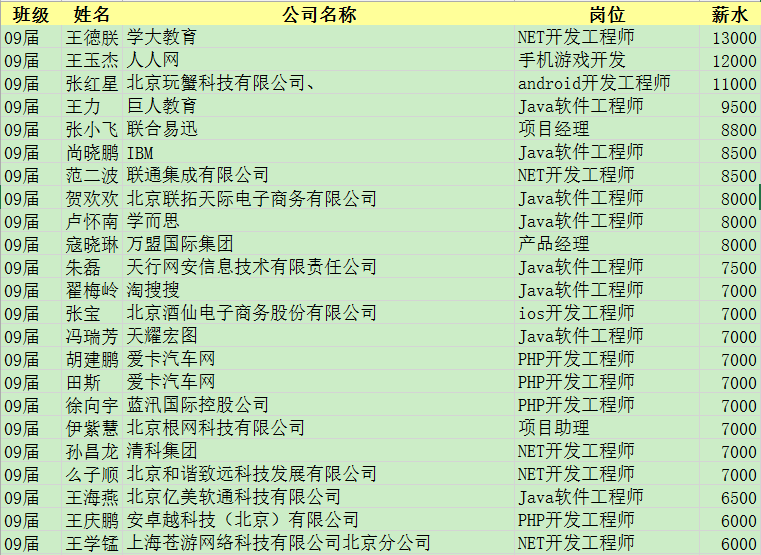 班级 姓名 公司名称 岗位 薪水
09届 王德朕 学大教育 NET开发工程师 13000
09届 王玉杰 人人网 手机游戏开发 12000
09届 张红星 北京玩蟹科技有限公司、 android开发工程师 11000
09届 王力 巨人教育 Java软件工程师 9500
09届 张小飞 联合易迅 项目经理 8800
09届 尚晓鹏 IBM Java软件工程师 8500
09届 范二波 联通集成有限公司 NET开发工程师 8500
09届 贺欢欢 北京联拓天际电子商务有限公司 Java软件工程师 8000
09届 卢怀南 学而思 Java软件工程师 8000
09届 寇晓琳 万盟国际集团 产品经理 8000
09届 朱磊 天行网安信息技术有限责任公司 Java软件工程师 7500
09届 翟梅岭 淘搜搜 Java软件工程师 7000
09届 张宝 北京酒仙电子商务股份有限公司 ios开发工程师 7000
09届 冯瑞芳 天耀宏图 Java软件工程师 7000
09届 胡建鹏 爱卡汽车网 PHP开发工程师 7000
09届 田斯 爱卡汽车网 PHP开发工程师 7000
09届 徐向宇 蓝汛国际控股公司 PHP开发工程师 7000
09届 伊紫慧 北京根网科技有限公司 项目助理 7000
09届 孙昌龙 清科集团 NET开发工程师 7000
09届 么子顺 北京和谐致远科技发展有限公司 NET开发工程师 7000
09届 王海燕 北京亿美软通科技有限公司 Java软件工程师 6500
09届 王庆鹏 安卓越科技（北京）有限公司 PHP开发工程师 6000
09届 王学锰 上海苍游网络科技有限公司北京分公司 NET开发工程师 6000